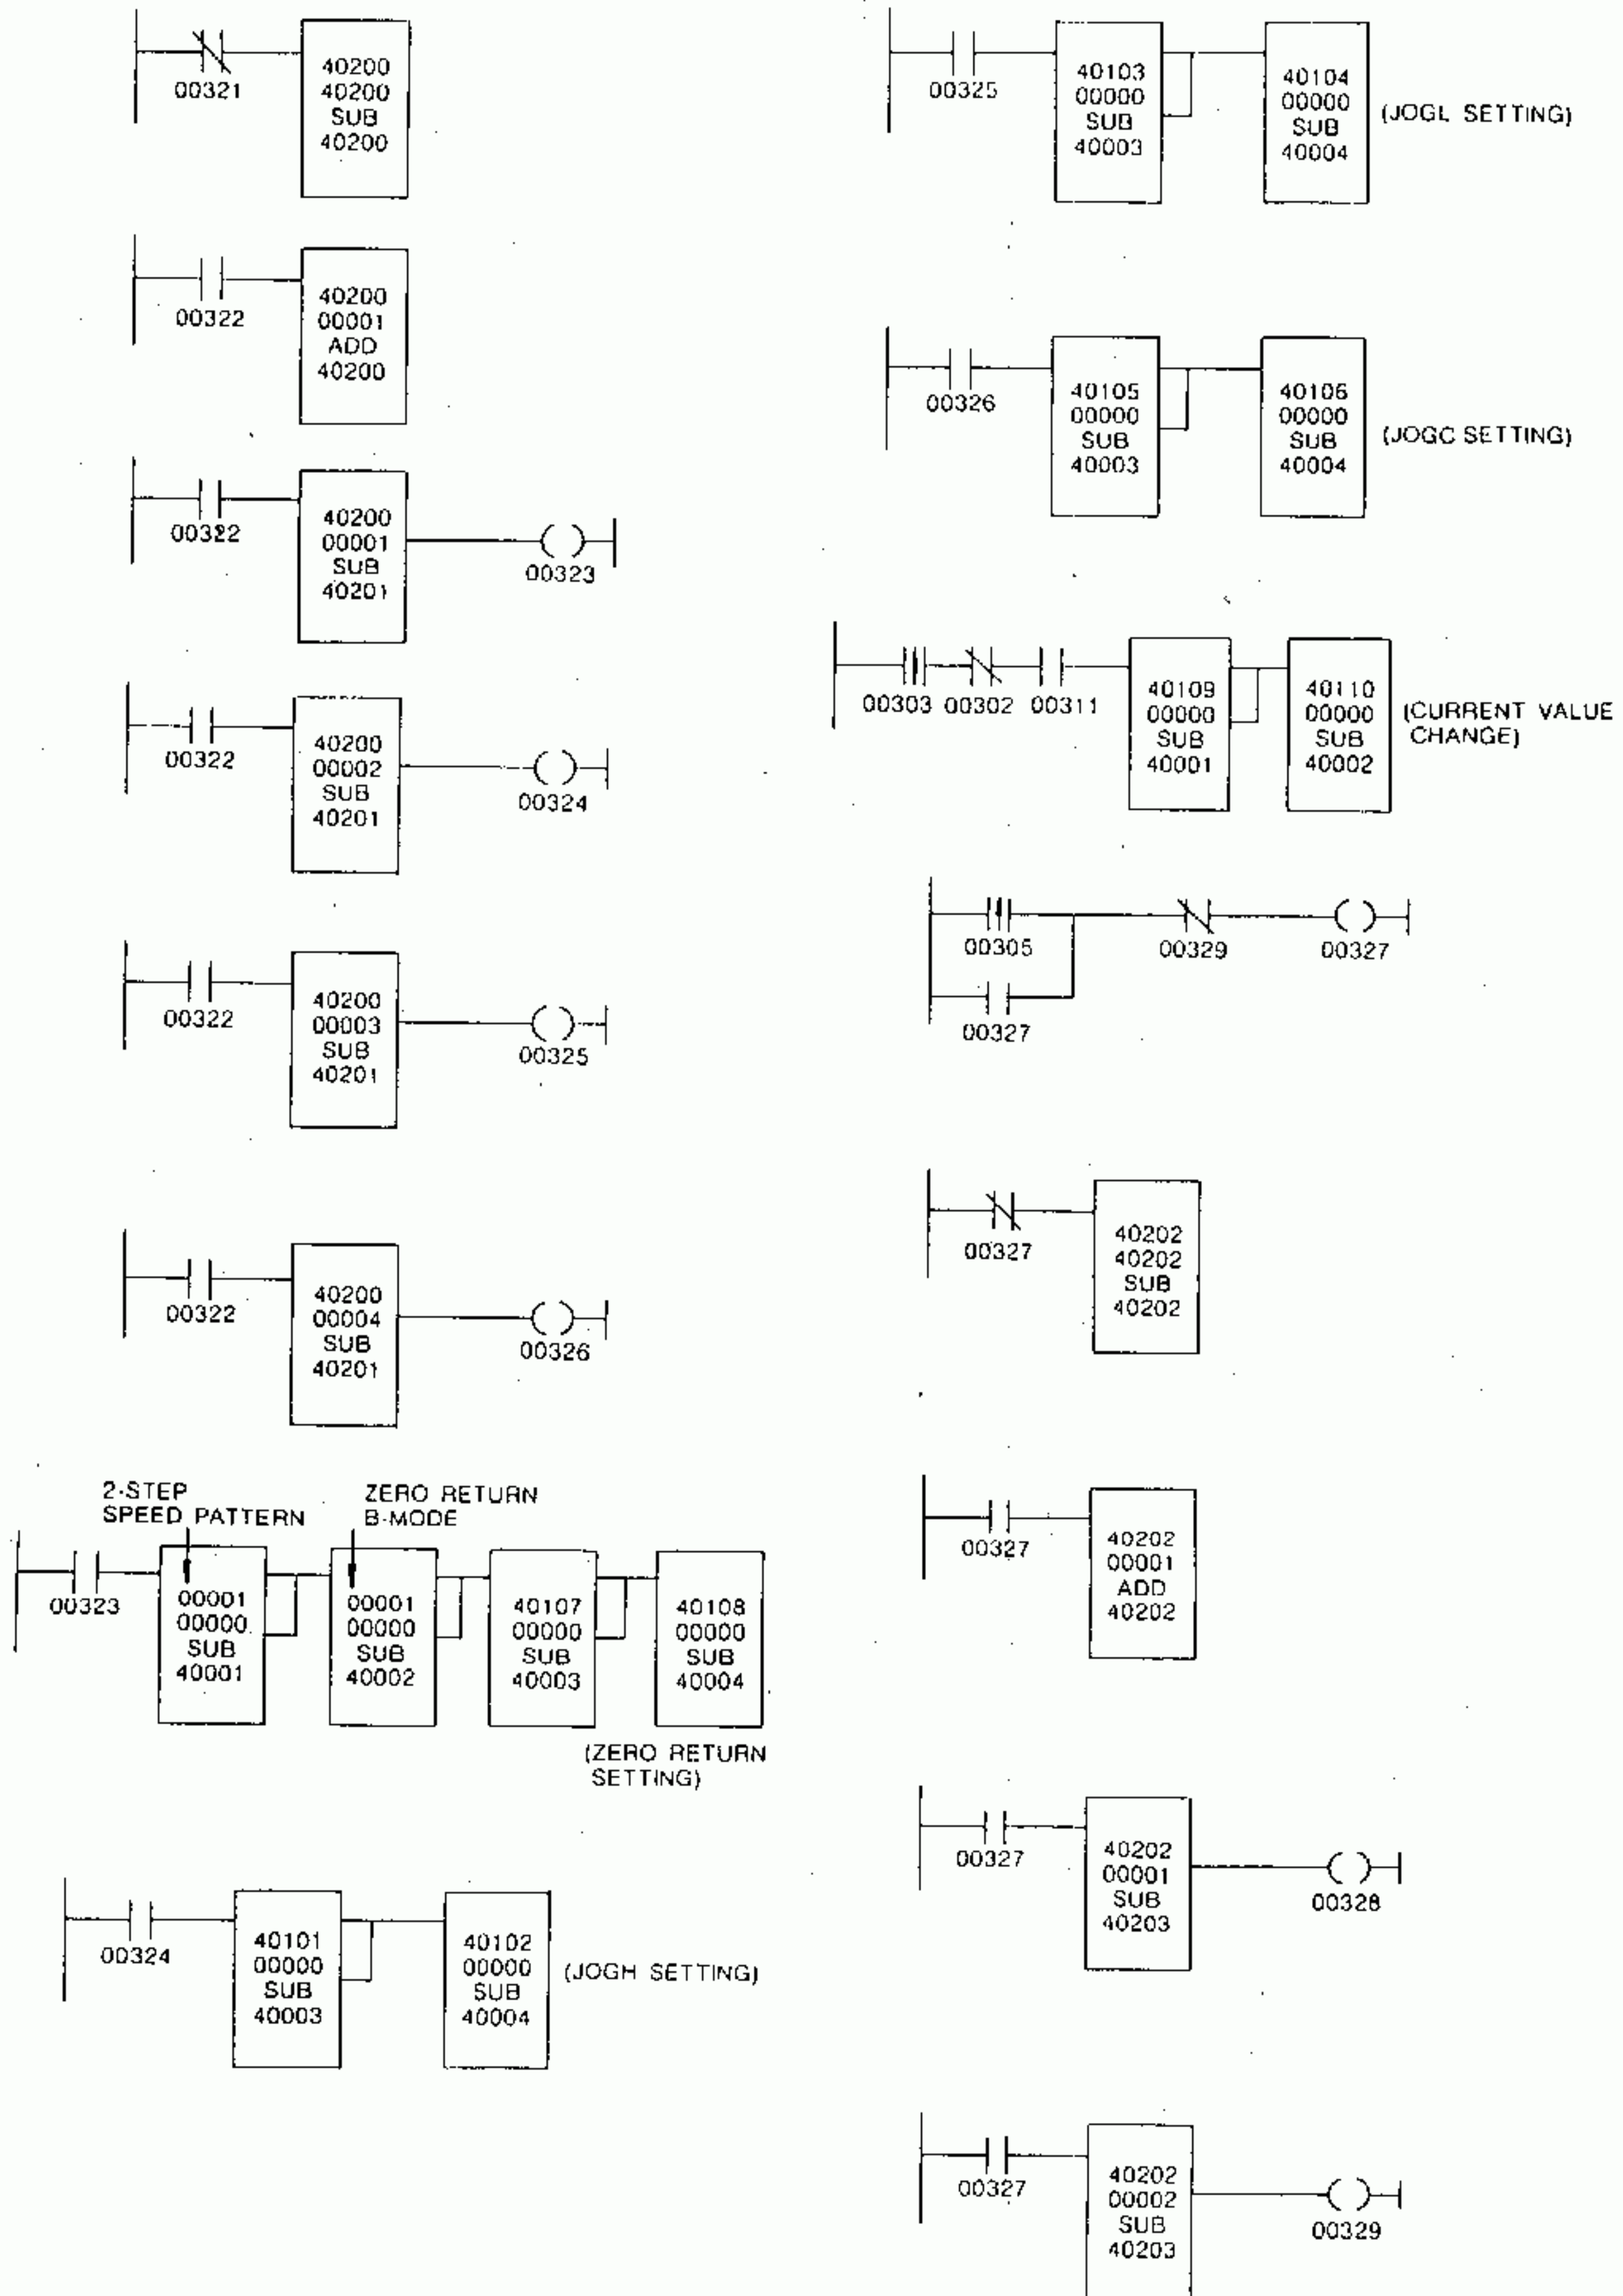 00321
40200
40200
SUB
40200
00322
40200
00001
ADD
40200
00322
40200
00001
SUB
40201
00323
00322
40200
00002
SUB
40201
00324
00322
40200
00003
SUB
40201
00325
00322
40200
00004
SUB
40201
00326
2-STEP
SPEED PATTERN
ZERO RETURN
B-MODE
00323
00001
00000
SUB
40001
00001
00000
SUB
40002
40107
00000
SUB
40003
40108
00000
SUB
40004
(ZERO RETURN
SETTING)
00324
40101
00000
SUB
40003
40102
00000
SUB
40004
(JOGH SETTING)
00325
40103
00000
SUB
40003
40104
00000
SUB
40004
(JOGL SETTING)
00326
40105
00000
SUB
40003
40106
00000
SUB
40004
(JOGC SETTING)
00303 00302 00311
40109
00000
SUB
40001
40110
00000
SUB
40002
(CURRENT VALUE
CHANGE)
00305
00329
00327
00327
00327
40202
40202
SUB
40202
00327
40202
00001
ADD
40202
00327
40202
00001
SUB
40203
00328
00327
40202
00002
SUB
40203
00329